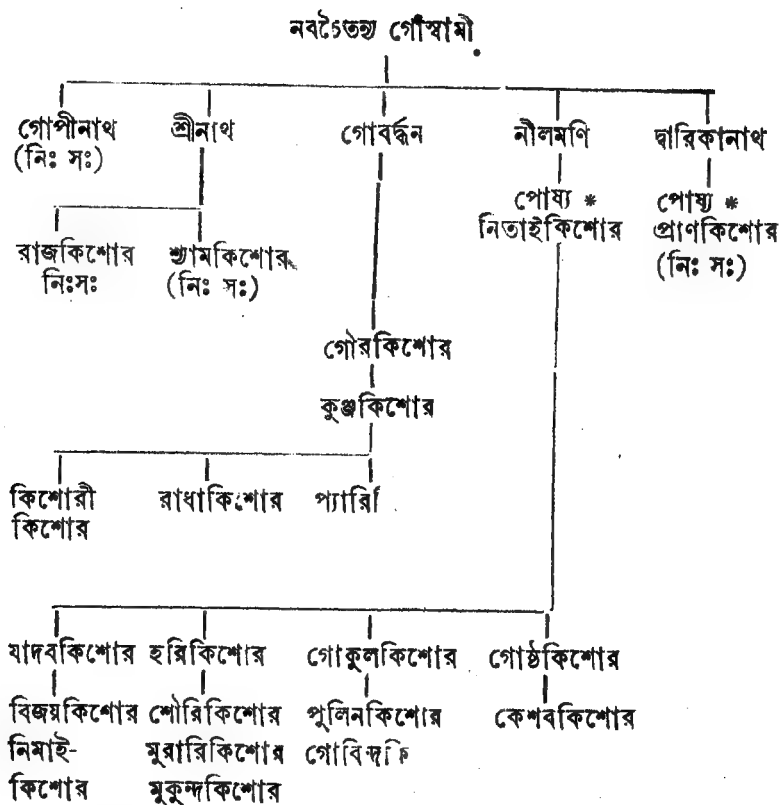 নবচৈতন্য গোঁস্বামী
গোপীনাথ শ্রীনাথ গোবর্দ্ধন নীলমণি দ্বারিকানাথ
(নিঃ সঃ)
পোষ্য * পোষ্য *
নিতাইকিশোর প্রাণকিশোর
(নিঃ সঃ)
রাজকিশোর শ্যামকিশোর
নিঃসঃ (নিঃ সঃ)
গৌরকিশোর
কুঞ্জকিশোর
কিশোরী রাধাকিশোর প্যারি
কিশোর
যাদবকিশোর হরিকিশোর গোকুলকিশোর গোষ্ঠকিশোর
বিজয়কিশোর শৌরিকিশোর পুলিনকিশোর কেশবকিশোর
নিমাই- মুরারিকিশোর
কিশোর মুকুন্দকিশোর